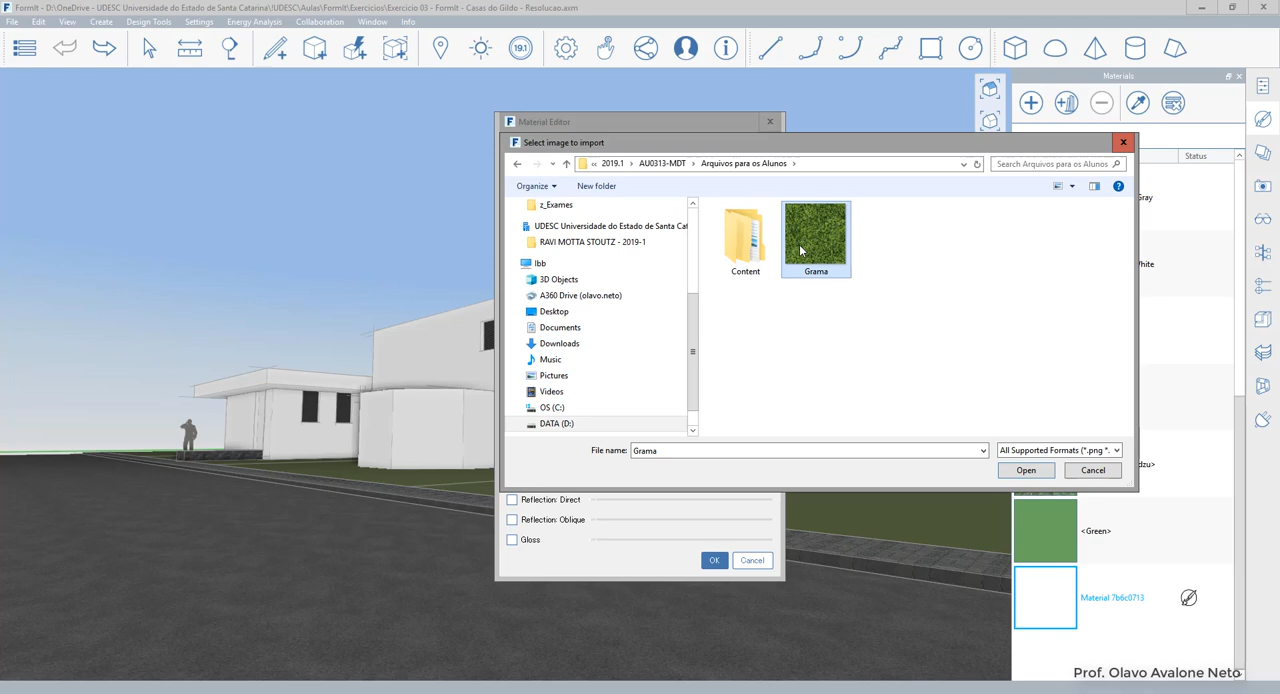 FormIt - D:\OneDrive - UDESC Universidade do Estado de Santa Catarina\UDESC\Aulas\FormIt\Exercicios\Exercicio 03 - FormIt - Casas do Gildo - Resolucao.axm
File Edit View Create Design Tools Settings Energy Analysis Collaboration Window Info
19.1
Materials
Material Editor
Select image to import
« 2019.1 > AU0313-MDT > Arquivos para os Alunos >
Search Arquivos para os Alunos
Organize
New folder
Status
z_Exames
UDESC Universidade do Estado de Santa Cat
RAVI MOTTA STOUTZ - 2019-1
lbb
3D Objects
A360 Drive (olavo.neto)
Desktop
Documents
Downloads
Music
Pictures
Videos
OS (C:)
DATA (D:)
Content
Grama
Gray
White
File name: Grama
All Supported Formats (*.png *.
Open
Cancel
dzu>
Reflection: Direct
Reflection: Oblique
Gloss
OK
Cancel
<Green>
Material 7b6c0713
Prof. Olavo Avalone Neto